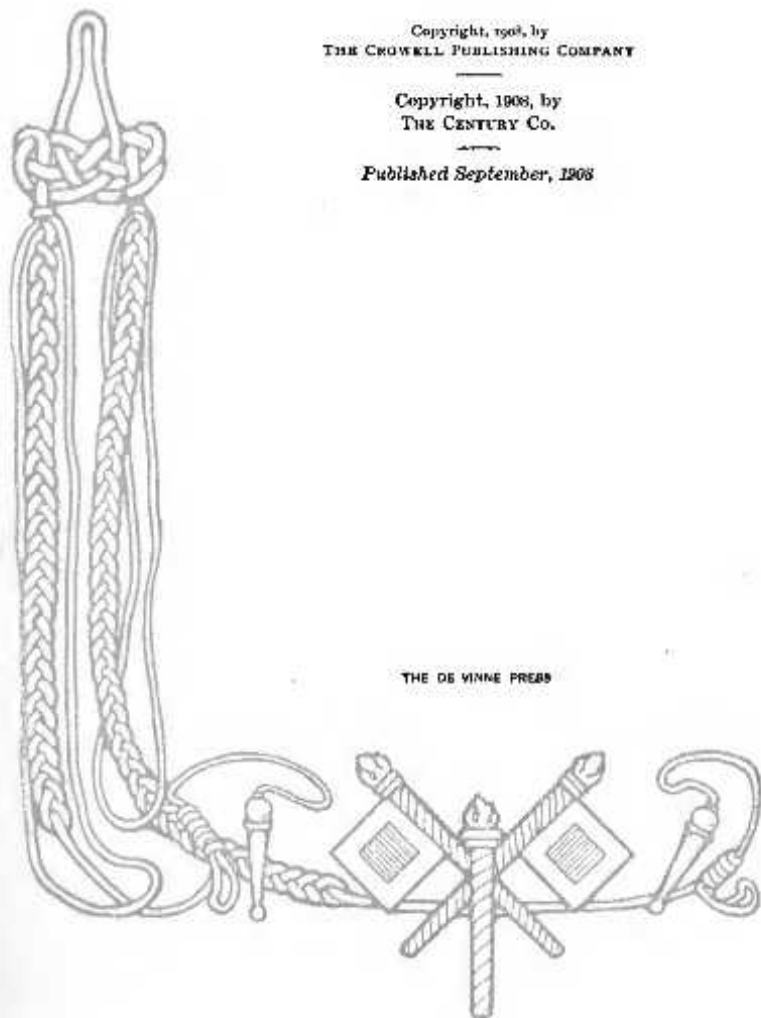 Copyright, 1908, by
THE CROWELL PUBLISHING COMPANY
Copyright, 1908, by
THE CENTURY CO.
Published September, 1908
THE DE VINNE PRESS